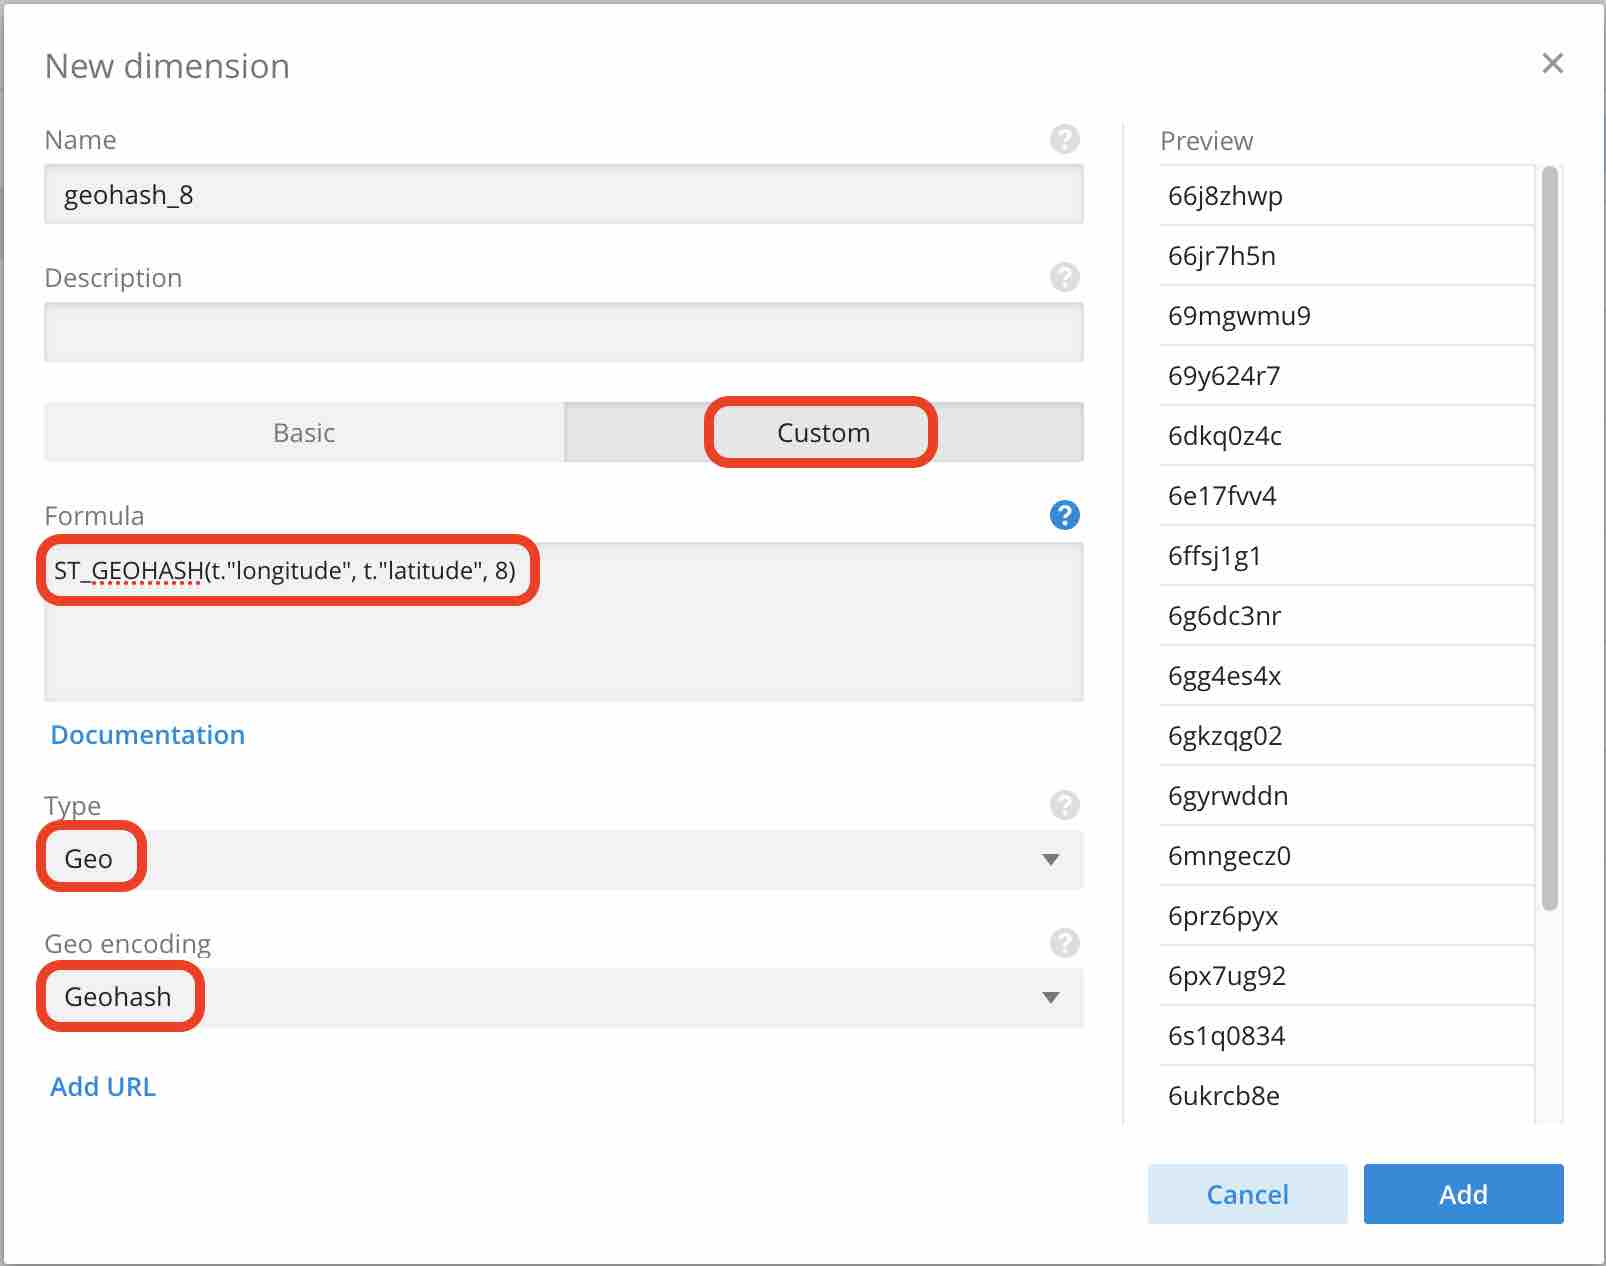 New dimension
×
Name
?
geohash_8
Description
?
Basic
Custom
Formula
?
ST_GEOHASH(t."longitude", t."latitude", 8)
Documentation
Type
?
Geo
Geo encoding
?
Geohash
Add URL
Preview
66j8zhwp
66jr7h5n
69mgwmu9
69y624r7
6dkq0z4c
6e17fvv4
6ffsj1g1
6g6dc3nr
6gg4es4x
6gkzqg02
6gyrwddn
6mngecz0
6prz6pyx
6px7ug92
6s1q0834
6ukrcb8e
Cancel
Add